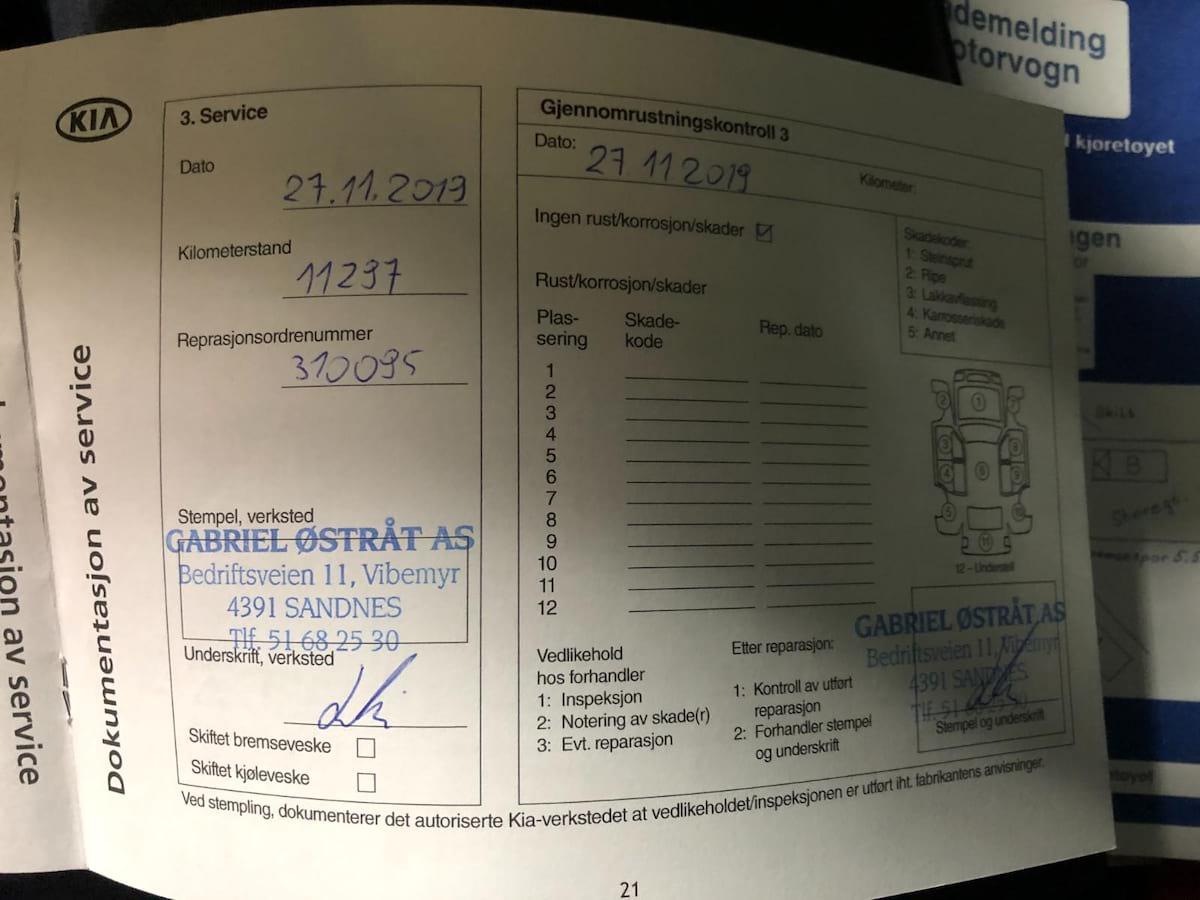 KIA
Dokumentasjon av service
3. Service
Dato
27.11.2019
Kilometerstand
11237
Reprasjonsordrenummer
310095
Stempel, verksted
GABRIEL ØSTRÅT AS
Bedriftsveien 11, Vibemyr
4391 SANDNES
Tlf. 51 68 25 30
Underskrift, verksted
Skiftet bremseveske
Skiftet kjøleveske
Gjennomrustningskontroll 3
Dato: 27 11 2019
Kilometer:
Ingen rust/korrosjon/skader
Skadekoder:
1: Steinsprut
2: Ripe
3: Lakkavflassing
4: Karrosseriskade
5: Annet
Rust/korrosjon/skader
Plas-
sering
Skade-
kode
Rep. dato
1
2
3
4
5
6
7
8
9
10
11
12
12 – Understell
Vedlikehold
hos forhandler
1: Inspeksjon
2: Notering av skade(r)
3: Evt. reparasjon
Etter reparasjon:
1: Kontroll av utført
reparasjon
2: Forhandler stempel
og underskrift
GABRIEL ØSTRÅT AS
Bedriftsveien 11, Vibemyr
4391 SANDNES
Tlf. 51
Stempel og underskrift
Ved stempling, dokumenterer det autoriserte Kia-verkstedet at vedlikeholdet/inspeksjonen er utført iht. fabrikantens anvisninger.
21
av service
demelding
otorvogn
kjøretøyet